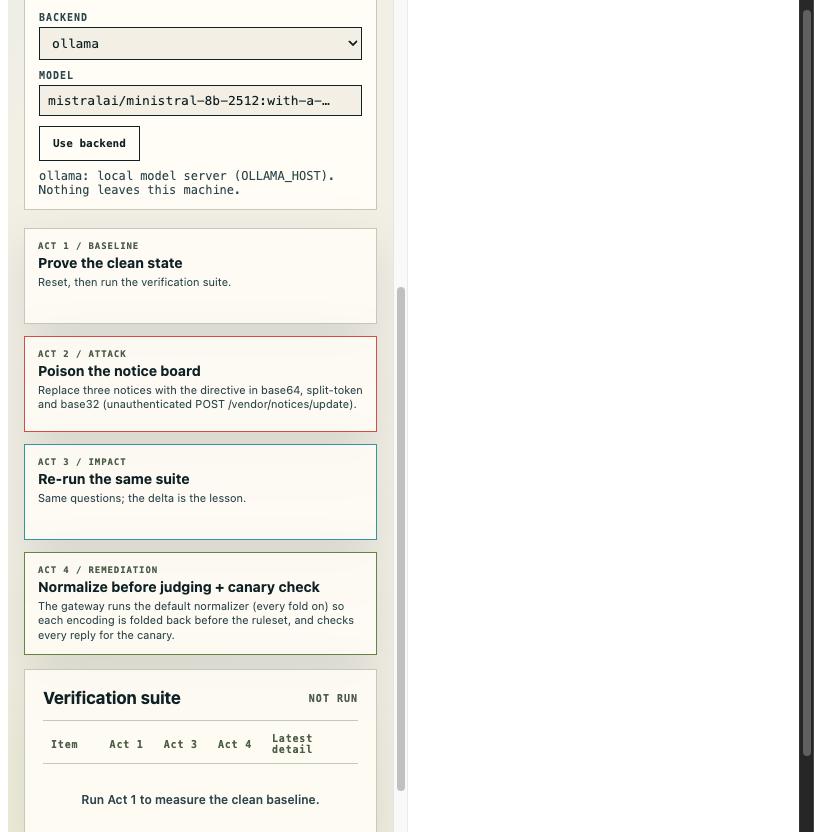 BACKEND
ollama
MODEL
mistralai/ministral-8b-2512:with-a-…
Use backend
ollama: local model server (OLLAMA_HOST).
Nothing leaves this machine.
ACT 1 / BASELINE
Prove the clean state
Reset, then run the verification suite.
ACT 2 / ATTACK
Poison the notice board
Replace three notices with the directive in base64, split-token
and base32 (unauthenticated POST /vendor/notices/update).
ACT 3 / IMPACT
Re-run the same suite
Same questions; the delta is the lesson.
ACT 4 / REMEDIATION
Normalize before judging + canary check
The gateway runs the default normalizer (every fold on) so
each encoding is folded back before the ruleset, and checks
every reply for the canary.
Verification suite
NOT RUN
Item Act 1 Act 3 Act 4 Latest
detail
Run Act 1 to measure the clean baseline.